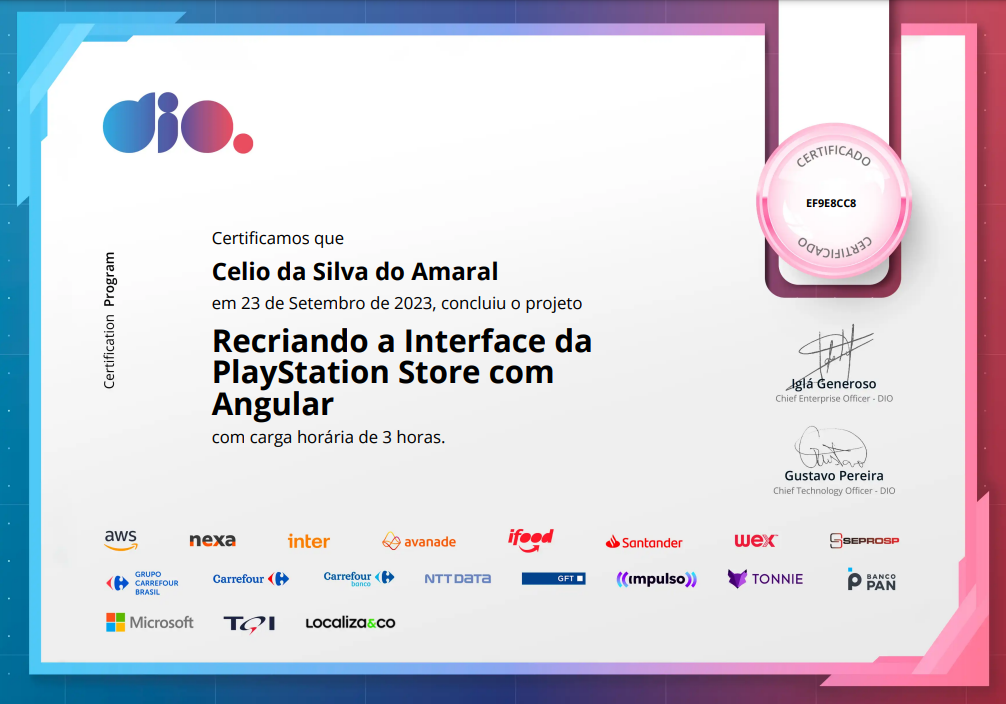 dio.
CERTIFICADO
EF9E8CC8
CERTIFICADO
Certification Program
Certificamos que
Celio da Silva do Amaral
em 23 de Setembro de 2023, concluiu o projeto
Recriando a Interface da
PlayStation Store com
Angular
com carga horária de 3 horas.
Iglá Generoso
Chief Enterprise Officer - DIO
Gustavo Pereira
Chief Technology Officer - DIO
aws nexa inter avanade ifood Santander wex SEPROSP
GRUPO
CARREFOUR
BRASIL
Carrefour
Carrefour
banco
NTT DATA
GFT
impulso
TONNIE
BANCO
PAN
Microsoft TQI Localiza&co